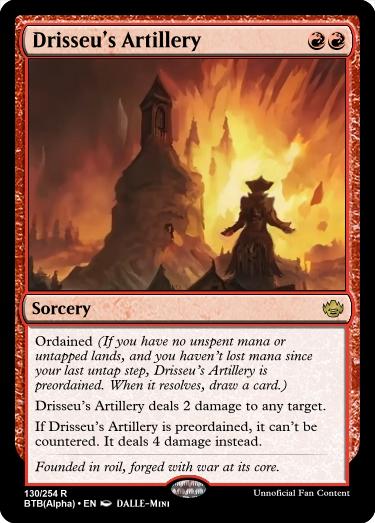 Drisseu's Artillery
Sorcery
Ordained (If you have no unspent mana or
untapped lands, and you haven't lost mana since
your last untap step, Drisseu's Artillery is
preordained. When it resolves, draw a card.)
Drisseu's Artillery deals 2 damage to any target.
If Drisseu's Artillery is preordained, it can't be
countered. It deals 4 damage instead.
Founded in roil, forged with war at its core.
130/254 R
BTB(Alpha) • EN DALLE-Mini
Unofficial Fan Content